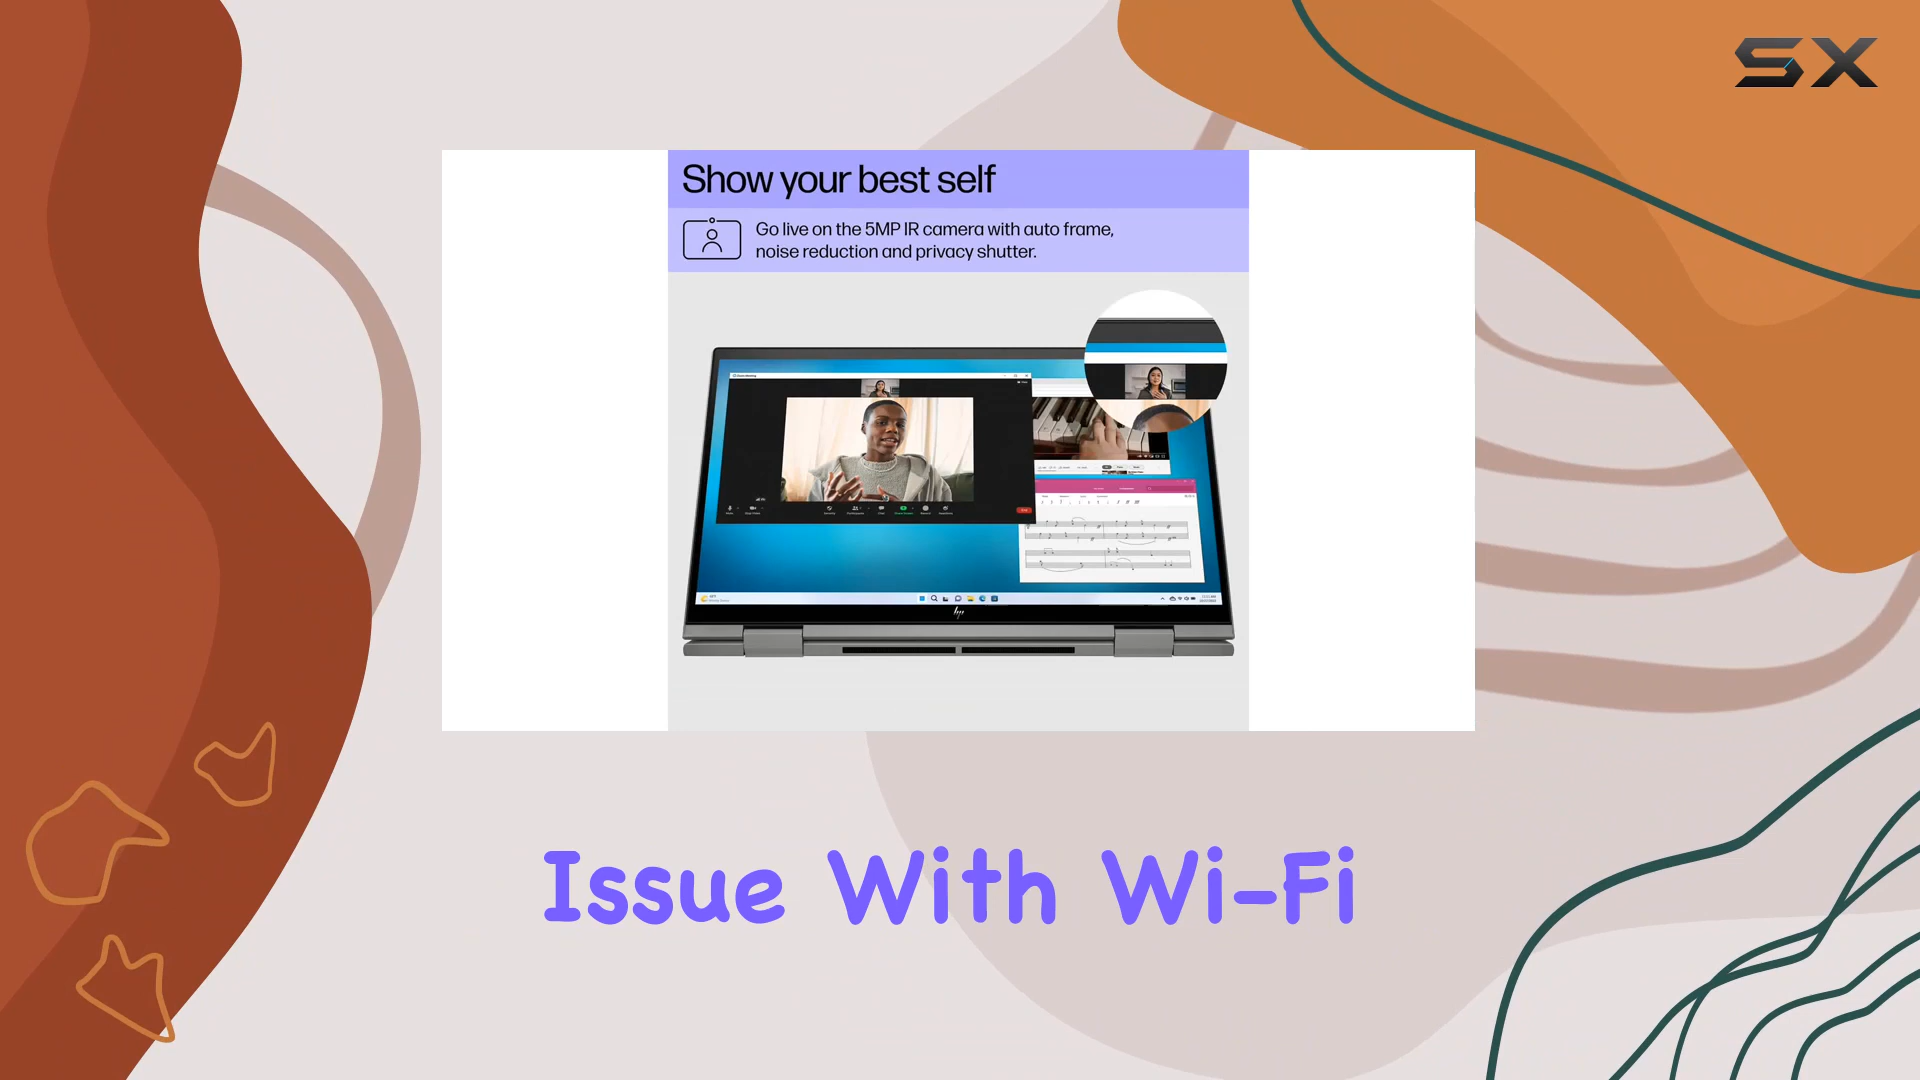 SX
Show your best self
Go live on the 5MP IR camera with auto frame,
noise reduction and privacy shutter.
hp
Issue With Wi-Fi